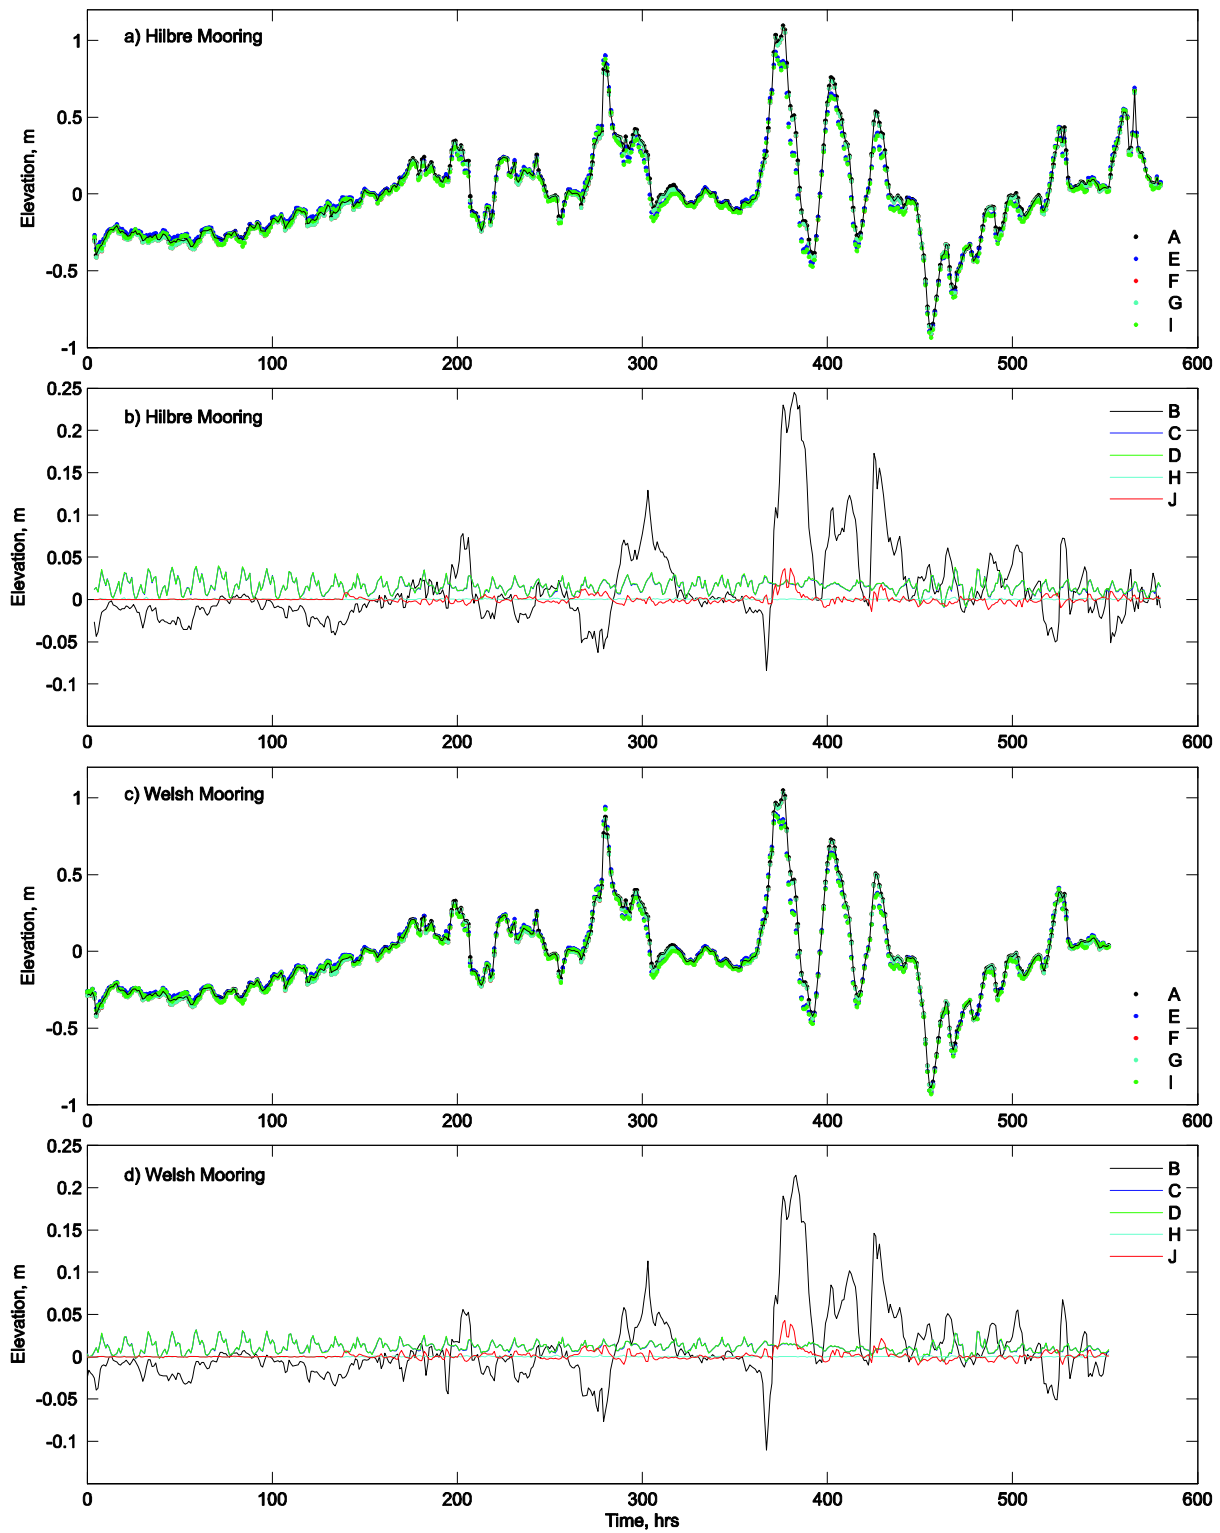 a) Hilbre Mooring
1
0.5
0
-0.5
-1
Elevation, m
A
E
F
G
I
0 100 200 300 400 500 600
b) Hilbre Mooring
0.25
0.2
0.15
0.1
0.05
0
-0.05
-0.1
Elevation, m
B
C
D
H
J
0 100 200 300 400 500 600
c) Welsh Mooring
1
0.5
0
-0.5
-1
Elevation, m
A
E
F
G
I
0 100 200 300 400 500 600
d) Welsh Mooring
0.25
0.2
0.15
0.1
0.05
0
-0.05
-0.1
Elevation, m
B
C
D
H
J
0 100 200 300 400 500 600
Time, hrs